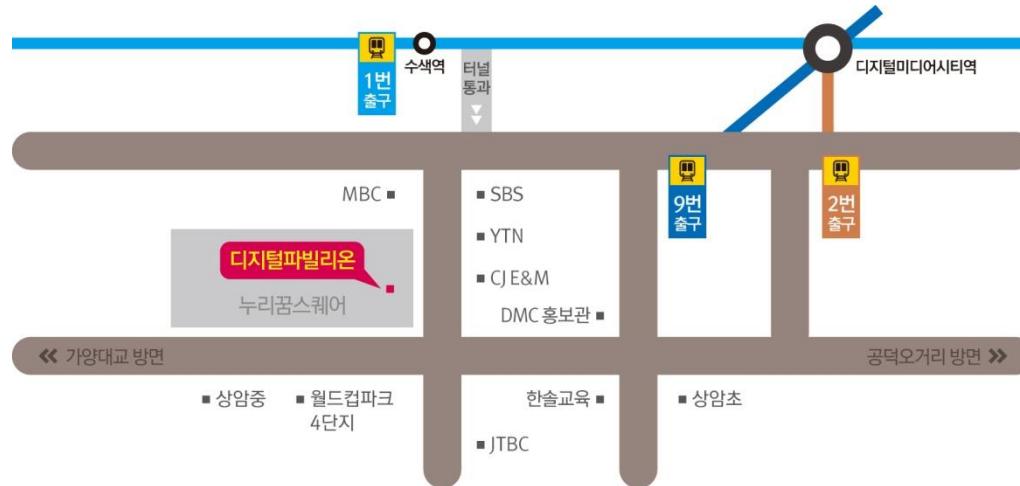 1번
출구
수색역
터널
통과
디지털미디어시티역
MBC
SBS
9번
출구
2번
출구
YTN
디지털파빌리온
CJ E&M
누리꿈스퀘어
DMC 홍보관
가양대교 방면
공덕오거리 방면
상암중
월드컵파크
4단지
한솔교육
상암초
JTBC